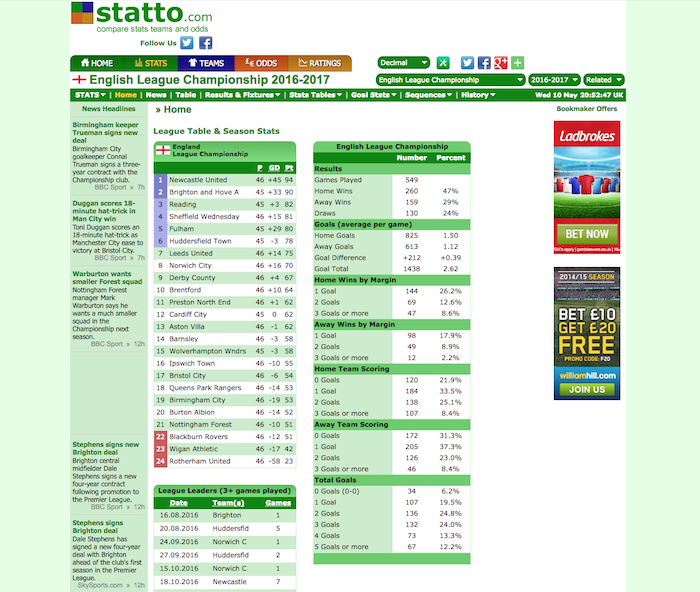 statto.com
compare stats teams and odds
Follow Us
HOME STATS TEAMS £€ ODDS RATINGS
Decimal
English League Championship 2016-2017
English League Championship 2016-2017 Related
STATS Home | News | Table | Results & Fixtures | Stats Tables | Goal Stats | Sequences | History
Wed 10 May 20:52:47 UK
News Headlines
Birmingham keeper
Trueman signs new
deal
Birmingham City
goalkeeper Connal
Trueman signs a three-
year contract with the
Championship club.
BBC Sport » 7h
Duggan scores 18-
minute hat-trick in
Man City win
Toni Duggan scores an
18-minute hat-trick as
Manchester City ease to
victory at Bristol City.
BBC Sport » 7h
Warburton wants
smaller Forest squad
Nottingham Forest
manager Mark
Warburton says he
wants a much smaller
squad in the
Championship next
season.
BBC Sport » 12h
Stephens signs new
Brighton deal
Brighton central
midfielder Dale
Stephens signs a new
four-year contract
following promotion to
the Premier League.
BBC Sport » 12h
Stephens signs
Brighton deal
Dale Stephens has
signed a new four-year
deal with Brighton
ahead of the club's first
season in the Premier
League.
SkySports.com » 12h
» Home
League Table & Season Stats
England
League Championship
P GD Pt
1 Newcastle United 46 +45 94
2 Brighton and Hove A 46 +33 90
3 Reading 46 +3 82
4 Sheffield Wednesday 46 +15 81
5 Fulham 45 +29 80
6 Huddersfield Town 45 -3 78
7 Leeds United 46 +14 75
8 Norwich City 46 +16 70
9 Derby County 46 +4 67
10 Brentford 46 +10 64
11 Preston North End 46 +1 62
12 Cardiff City 45 0 62
13 Aston Villa 46 -1 62
14 Barnsley 46 -3 58
15 Wolverhampton Wndrs 45 -3 58
16 Ipswich Town 46 -10 55
17 Bristol City 46 -6 54
18 Queens Park Rangers 46 -14 53
19 Birmingham City 46 -19 53
20 Burton Albion 46 -14 52
21 Nottingham Forest 46 -10 51
22 Blackburn Rovers 46 -12 51
23 Wigan Athletic 46 -17 42
24 Rotherham United 46 -58 23
League Leaders (3+ games played)
Date Team(s) Games
16.08.2016 Brighton 1
20.08.2016 Huddersfid 5
24.09.2016 Norwich C 1
27.09.2016 Huddersfid 2
15.10.2016 Norwich C 1
18.10.2016 Newcastle 7
English League Championship
Number Percent
Results
Games Played 549
Home Wins 260 47%
Away Wins 159 29%
Draws 130 24%
Goals (average per game)
Home Goals 825 1.50
Away Goals 613 1.12
Goal Difference +212 +0.39
Goal Total 1438 2.62
Home Wins by Margin
1 Goal 144 26.2%
2 Goals 69 12.6%
3 Goals or more 47 8.6%
Away Wins by Margin
1 Goal 98 17.9%
2 Goals 49 8.9%
3 Goals or more 12 2.2%
Home Team Scoring
0 Goals 120 21.9%
1 Goal 184 33.5%
2 Goals 138 25.1%
3 Goals or more 107 8.4%
Away Team Scoring
0 Goals 172 31.3%
1 Goal 205 37.3%
2 Goals 126 23.0%
3 Goals or more 46 8.4%
Total Goals
0 Goals (0-0) 34 6.2%
1 Goals 107 19.5%
2 Goals 136 24.8%
3 Goals 132 24.0%
4 Goals 73 13.3%
5 Goals or more 67 12.2%
Bookmaker Offers
Ladbrokes
BET NOW
2014/15 SEASON
BET £10
GET £20
FREE
PROMO CODE: F20
williamhill.com
JOIN US